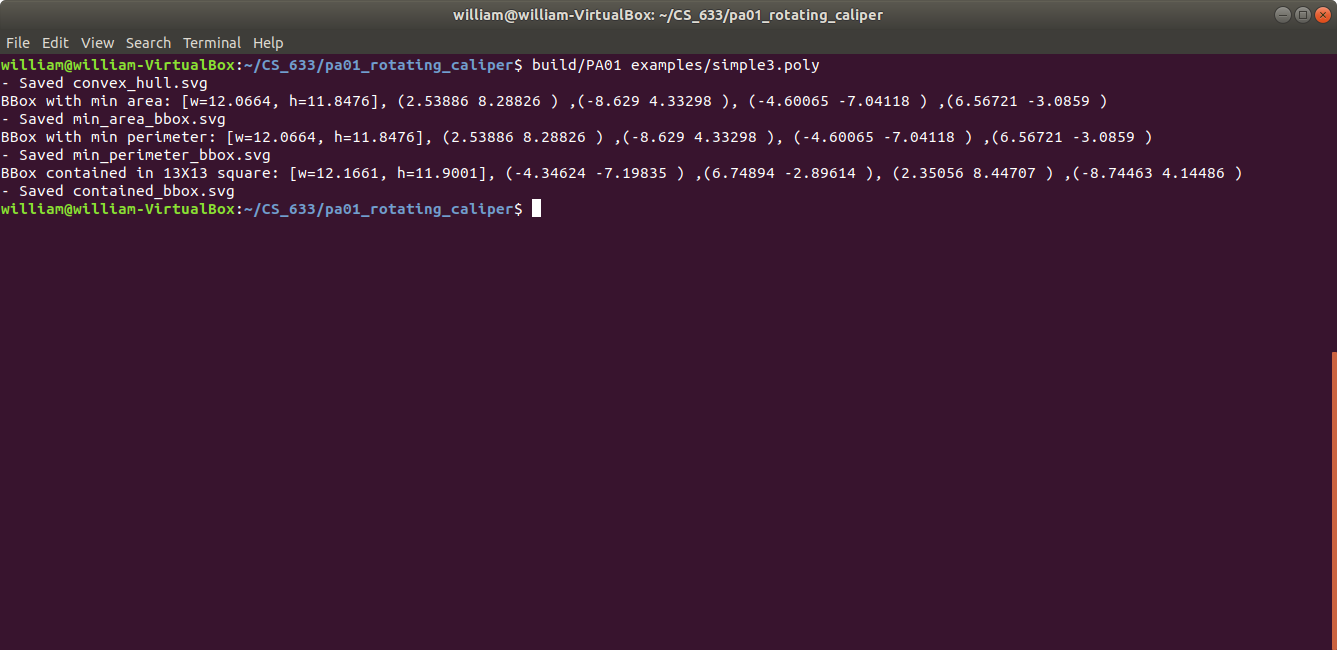 william@william-VirtualBox: ~/CS_633/pa01_rotating_caliper
File Edit View Search Terminal Help
william@william-VirtualBox:~/CS_633/pa01_rotating_caliper$ build/PA01 examples/simple3.poly
- Saved convex_hull.svg
BBox with min area: [w=12.0664, h=11.8476], (2.53886 8.28826 ) ,(-8.629 4.33298 ), (-4.60065 -7.04118 ) ,(6.56721 -3.0859 )
- Saved min_area_bbox.svg
BBox with min perimeter: [w=12.0664, h=11.8476], (2.53886 8.28826 ) ,(-8.629 4.33298 ), (-4.60065 -7.04118 ) ,(6.56721 -3.0859 )
- Saved min_perimeter_bbox.svg
BBox contained in 13X13 square: [w=12.1661, h=11.9001], (-4.34624 -7.19835 ) ,(6.74894 -2.89614 ), (2.35056 8.44707 ) ,(-8.74463 4.14486 )
- Saved contained_bbox.svg
william@william-VirtualBox:~/CS_633/pa01_rotating_caliper$